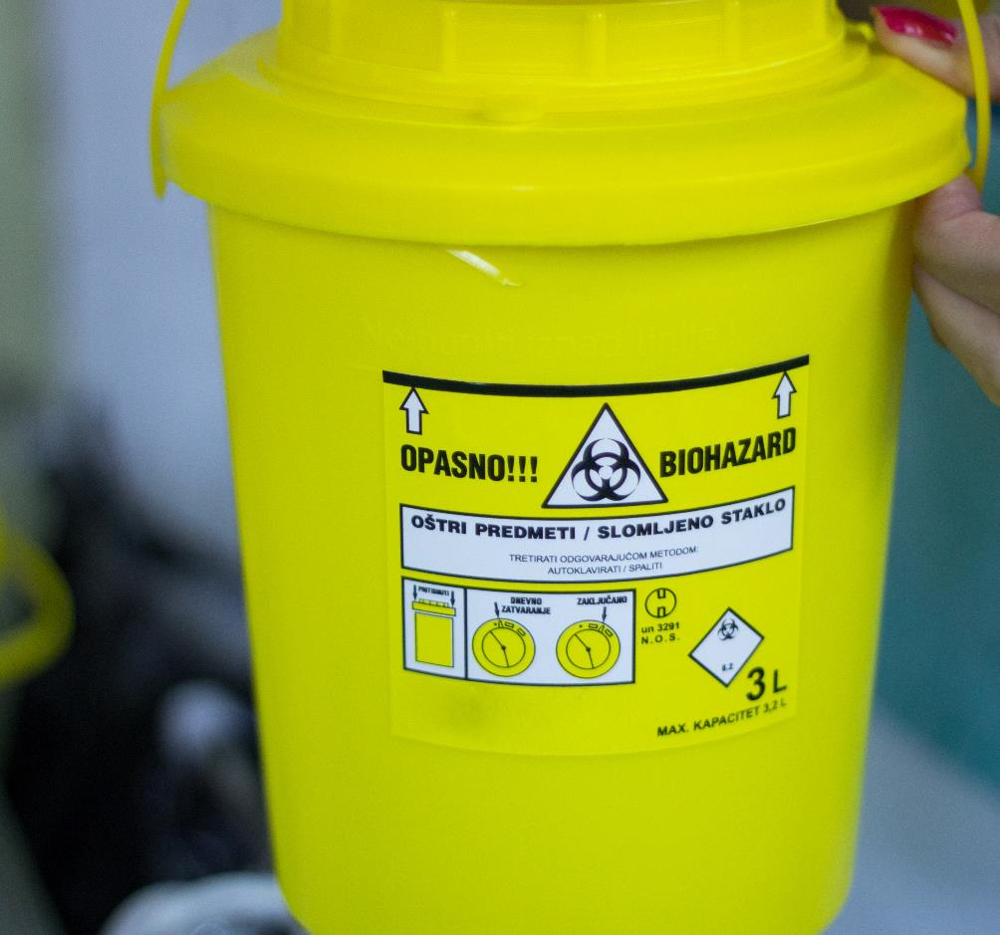 OPASNO!!! BIOHAZARD
OŠTRI PREDMETI / SLOMLJENO STAKLO
TRETIRATI ODGOVARAJUĆOM METODOM:
AUTOKLAVIRATI / SPALITI
PRITISNUTI
DNEVNO
ZATVARANJE
ZAKLJUČANO
un 3291
N.O.S.
6.2
3 L
MAX. KAPACITET 3,2 L